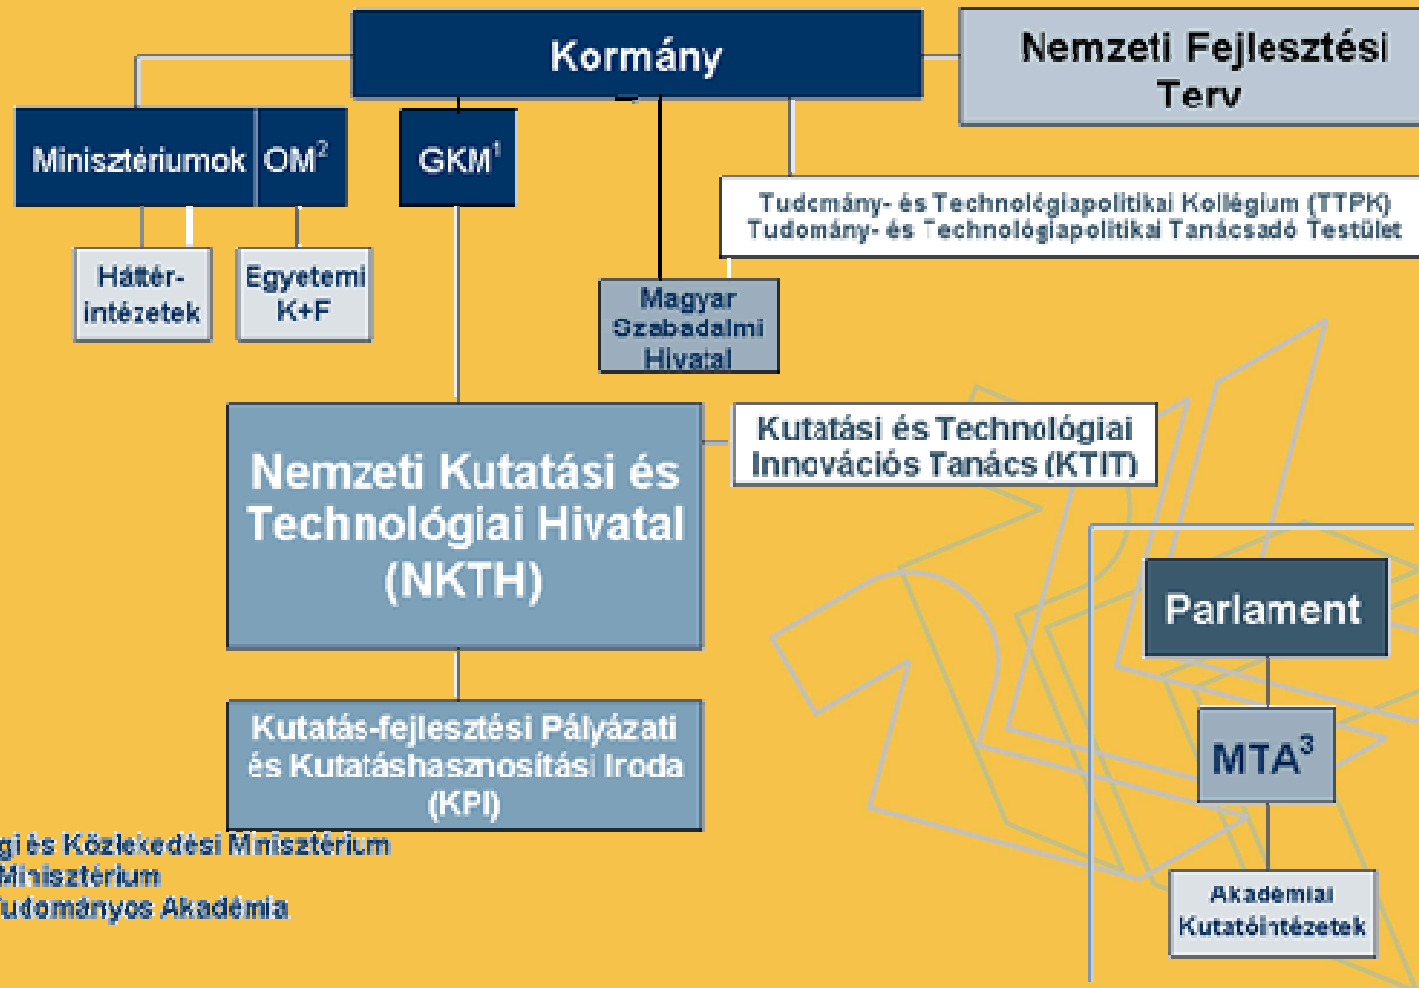 Kormány
Nemzeti Fejlesztési
Terv
Minisztériumok
OM²
GKM¹
Tudomány- és Technológiapolitikai Kollégium (TTPK)
Tudomány- és Technológiapolitikai Tanácsadó Testület
Háttér-
intézetek
Egyetemi
K+F
Magyar
Szabadalmi
Hivatal
Nemzeti Kutatási és
Technológiai Hivatal
(NKTH)
Kutatási és Technológiai
Innovációs Tanács (KTIT)
Parlament
MTA³
Kutatás-fejlesztési Pályázati
és Kutatáshasznosítási Iroda
(KPI)
gi és Közlekedési Minisztérium
Minisztérium
Tudományos Akadémia
Akadémiai
Kutatóintézetek